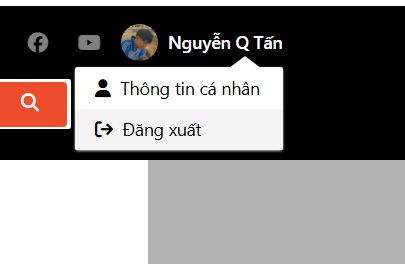 Nguyễn Q Tấn
Thông tin cá nhân
Đăng xuất